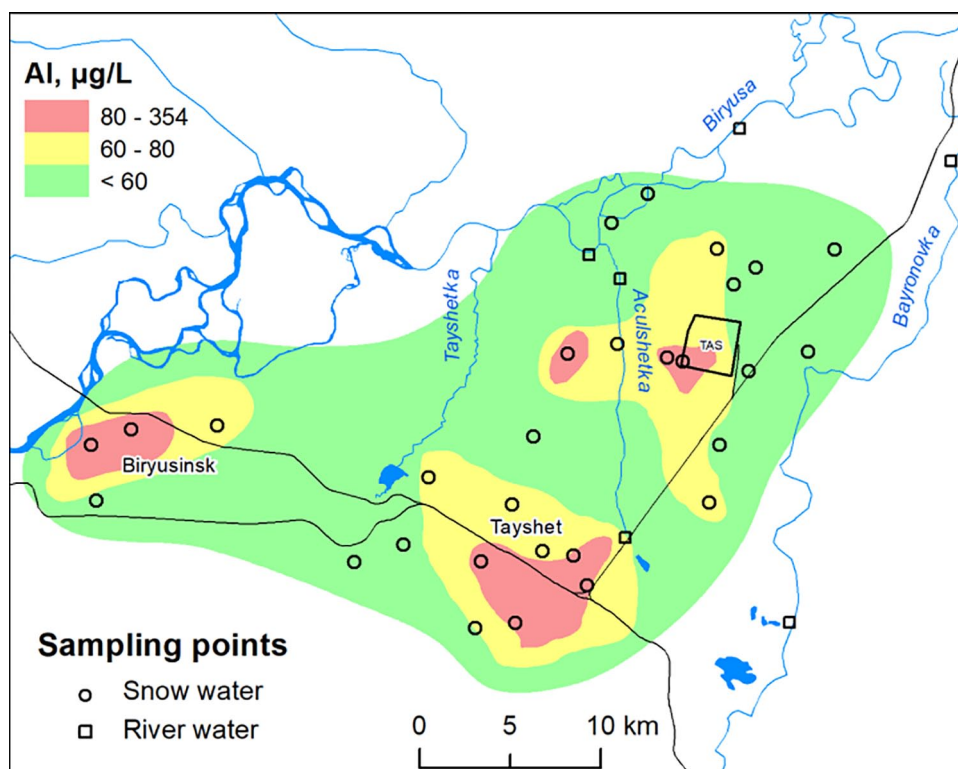 Al, µg/L
80 - 354
60 - 80
< 60
Biryusa
Tayshetka
Aculshetka
Bayronovka
TAS
Biryusinsk
Tayshet
Sampling points
Snow water
River water
0 5 10 km